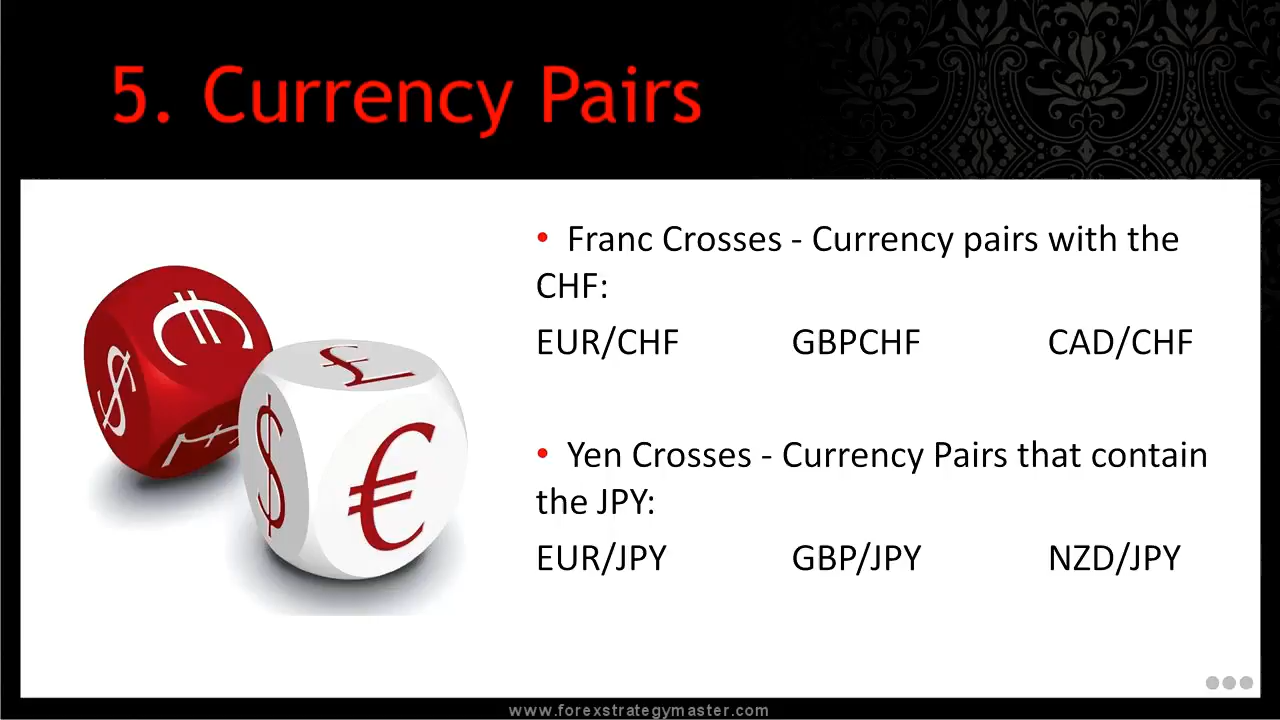 5. Currency Pairs
• Franc Crosses - Currency pairs with the
CHF:
EUR/CHF GBPCHF CAD/CHF
• Yen Crosses - Currency Pairs that contain
the JPY:
EUR/JPY GBP/JPY NZD/JPY
€
$
£
$
€
www.forexstrategymaster.com